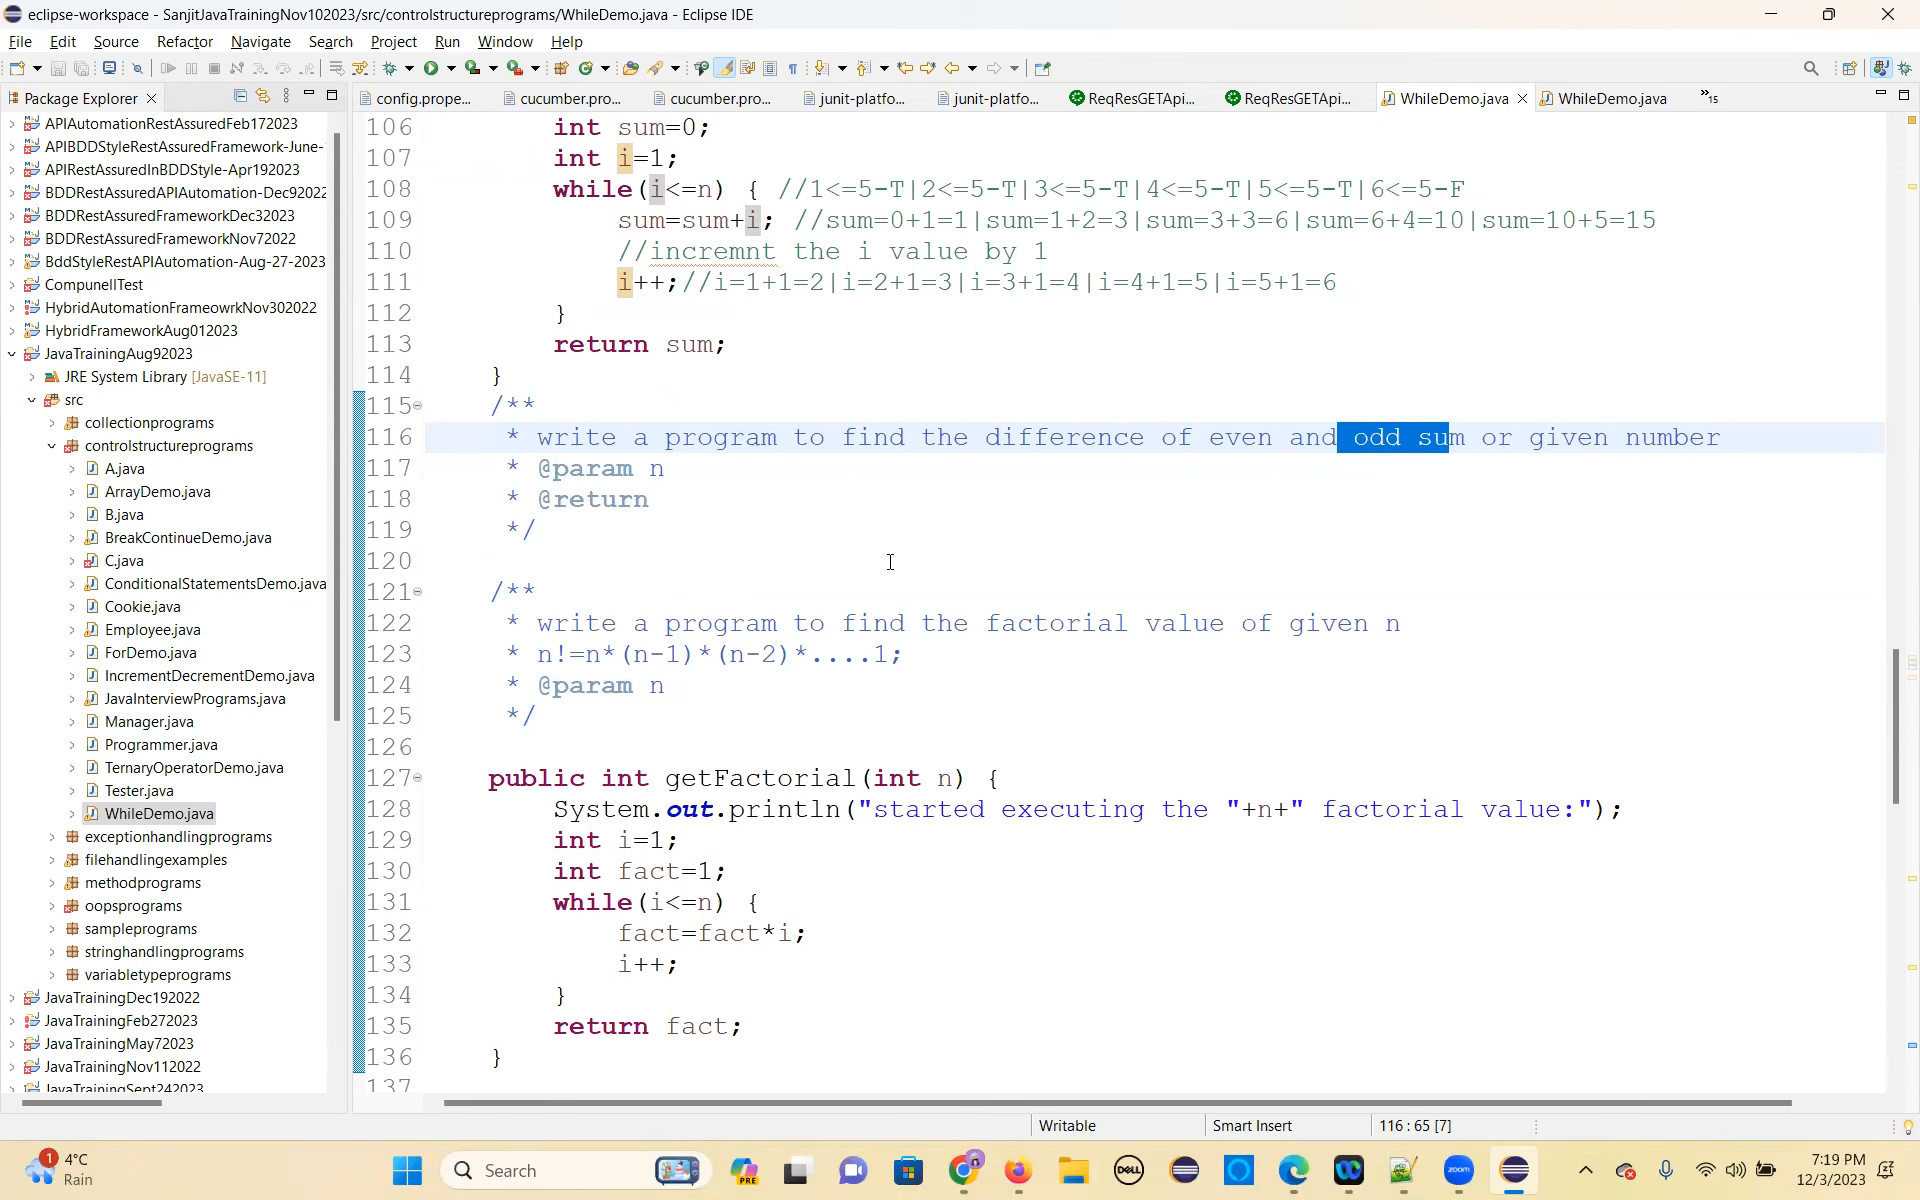 eclipse-workspace - SanjitJavaTrainingNov102023/src/controlstructureprograms/WhileDemo.java - Eclipse IDE
File Edit Source Refactor Navigate Search Project Run Window Help
Package Explorer
config.prope... cucumber.pro... cucumber.pro... junit-platfo... junit-platfo... ReqResGETApi... ReqResGETApi... WhileDemo.java WhileDemo.java »15
APIAutomationRestAssuredFeb172023
APIBDDStyleRestAssuredFramework-June-
APIRestAssuredInBDDStyle-Apr192023
BDDRestAssuredAPIAutomation-Dec92022
BDDRestAssuredFrameworkDec32023
BDDRestAssuredFrameworkNov72022
BddStyleRestAPIAutomation-Aug-27-2023
CompunellTest
HybridAutomationFrameowrkNov302022
HybridFrameworkAug012023
JavaTrainingAug92023
JRE System Library [JavaSE-11]
src
collectionprograms
controlstructureprograms
A.java
ArrayDemo.java
B.java
BreakContinueDemo.java
C.java
ConditionalStatementsDemo.java
Cookie.java
Employee.java
ForDemo.java
IncrementDecrementDemo.java
JavaInterviewPrograms.java
Manager.java
Programmer.java
TernaryOperatorDemo.java
Tester.java
WhileDemo.java
exceptionhandlingprograms
filehandlingexamples
methodprograms
oopsprograms
sampleprograms
stringhandlingprograms
variabletypeprograms
JavaTrainingDec192022
JavaTrainingFeb272023
JavaTrainingMay72023
JavaTrainingNov112022
JavaTrainingSept242023
106 int sum=0;
107 int i=1;
108 while(i<=n) { //1<=5-T|2<=5-T|3<=5-T|4<=5-T|5<=5-T|6<=5-F
109 sum=sum+i; //sum=0+1=1|sum=1+2=3|sum=3+3=6|sum=6+4=10|sum=10+5=15
110 //incremnt the i value by 1
111 i++;//i=1+1=2|i=2+1=3|i=3+1=4|i=4+1=5|i=5+1=6
112 }
113 return sum;
114 }
115 /**
116 * write a program to find the difference of even and odd sum or given number
117 * @param n
118 * @return
119 */
120
121 /**
122 * write a program to find the factorial value of given n
123 * n!=n*(n-1)*(n-2)*....1;
124 * @param n
125 */
126
127 public int getFactorial(int n) {
128 System.out.println("started executing the "+n+" factorial value:");
129 int i=1;
130 int fact=1;
131 while(i<=n) {
132 fact=fact*i;
133 i++;
134 }
135 return fact;
136 }
137
Writable Smart Insert 116 : 65 [7]
1 4°C
Rain
Search
PRE
DELL
zoom
7:19 PM
12/3/2023